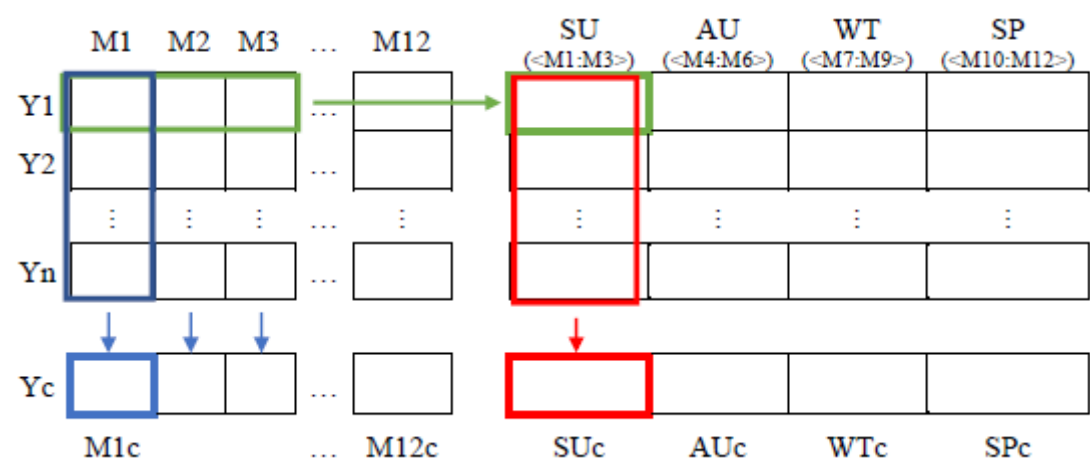 M1 M2 M3 ... M12 SU AU WT SP
(<M1:M3>) (<M4:M6>) (<M7:M9>) (<M10:M12>)
Y1 ...
Y2 ...
⋮ ⋮ ⋮ ... ⋮ ⋮ ⋮ ⋮ ⋮
Yn ...
Yc ...
M1c ... M12c SUc AUc WTc SPc